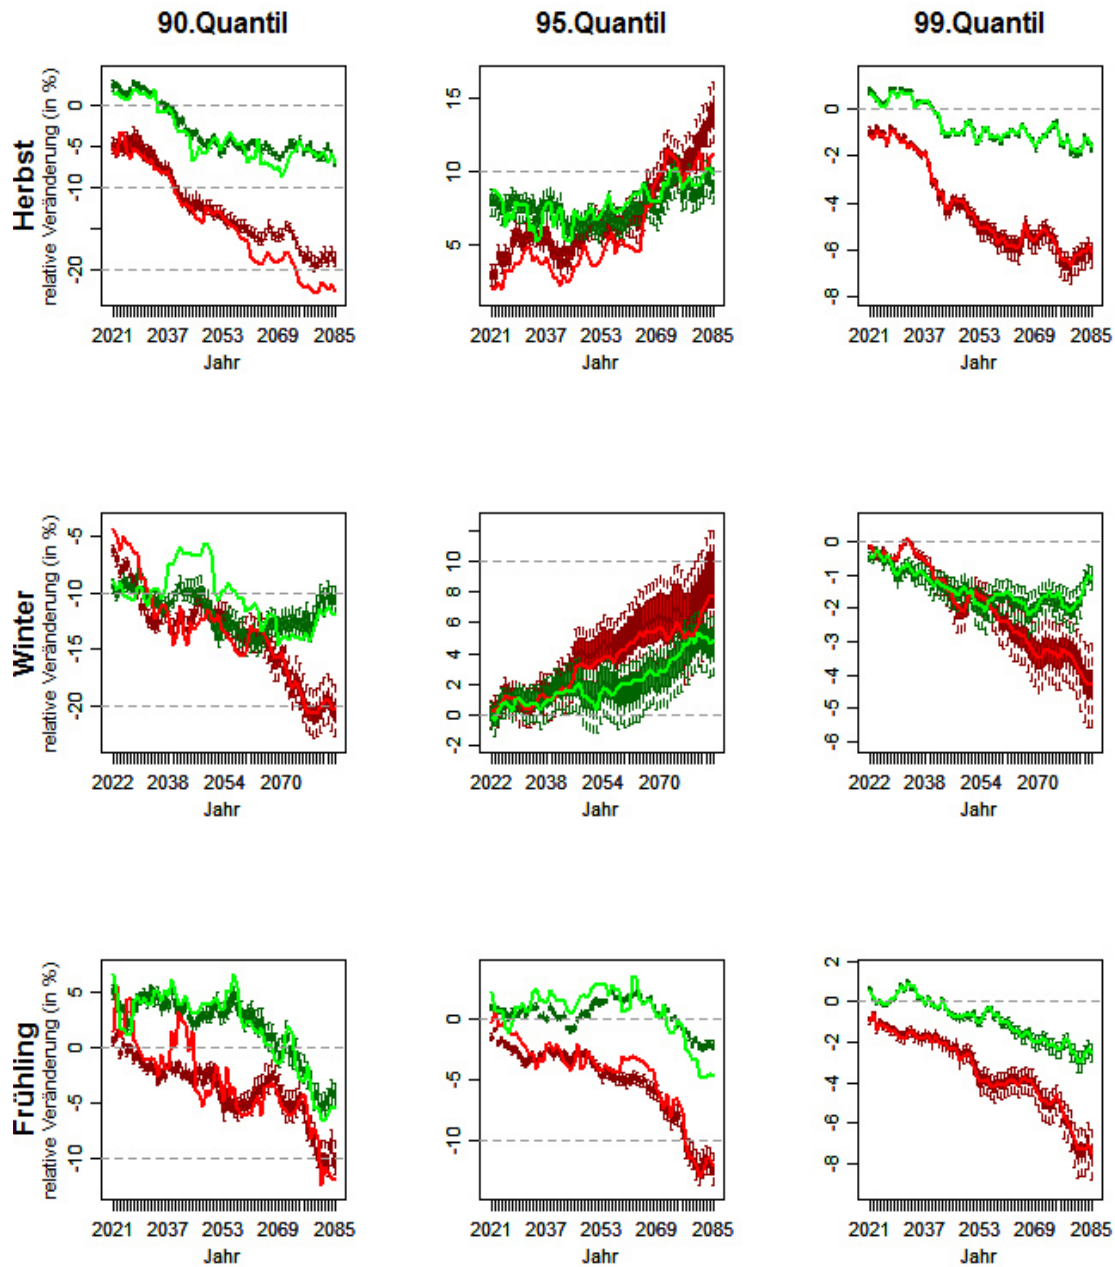 90.Quantil 95.Quantil 99.Quantil
Herbst
relative Veränderung (in %)
0
-5
-10
-20
2021 2037 2053 2069 2085
Jahr
15
10
5
2021 2037 2053 2069 2085
Jahr
0
-2
-4
-6
-8
2021 2037 2053 2069 2085
Jahr
Winter
relative Veränderung (in %)
-5
-10
-15
-20
2022 2038 2054 2070
Jahr
10
8
6
4
2
0
-2
2022 2038 2054 2070
Jahr
0
-1
-2
-3
-4
-5
-6
2022 2038 2054 2070
Jahr
Frühling
relative Veränderung (in %)
5
0
-5
-10
2021 2037 2053 2069 2085
Jahr
0
-5
-10
2021 2037 2053 2069 2085
Jahr
2
0
-2
-4
-6
-8
2021 2037 2053 2069 2085
Jahr